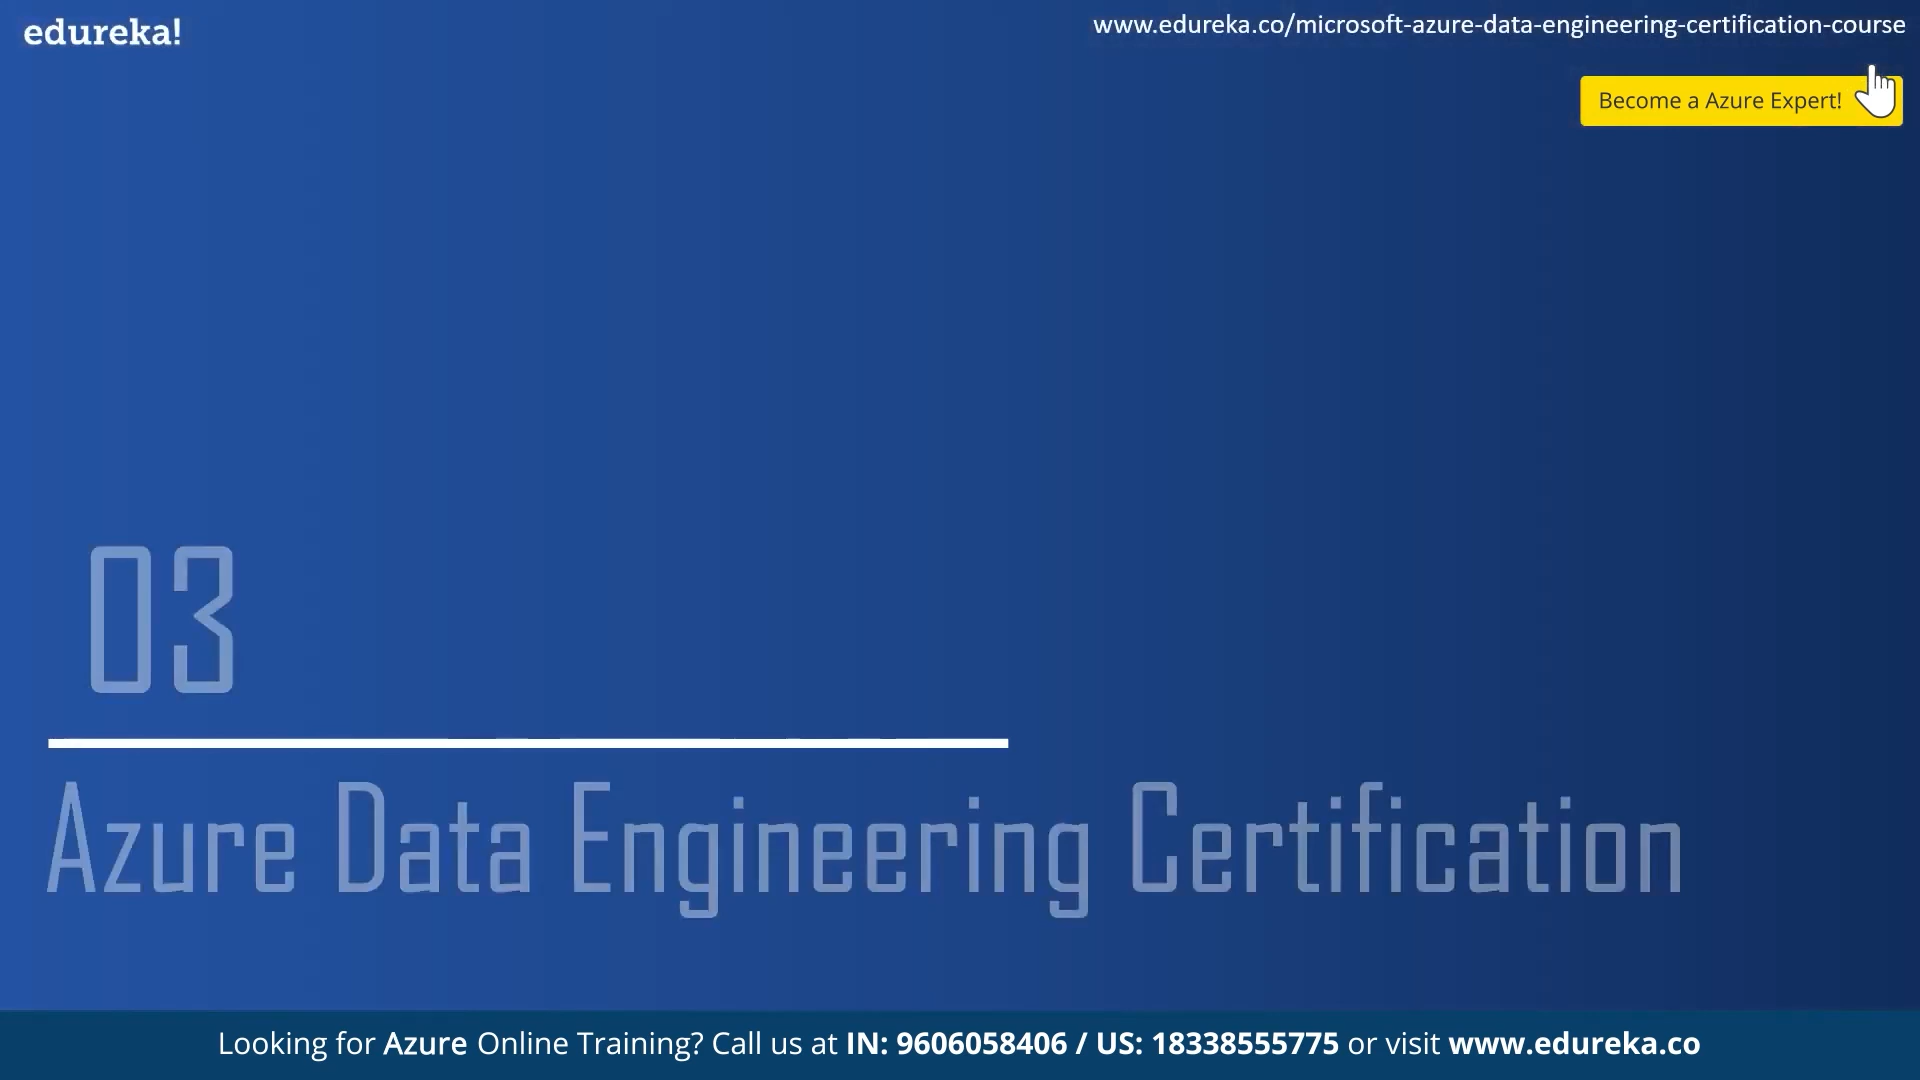 edureka!
www.edureka.co/microsoft-azure-data-engineering-certification-course
Become a Azure Expert!
03
Azure Data Engineering Certification
Looking for Azure Online Training? Call us at IN: 9606058406 / US: 18338555775 or visit www.edureka.co